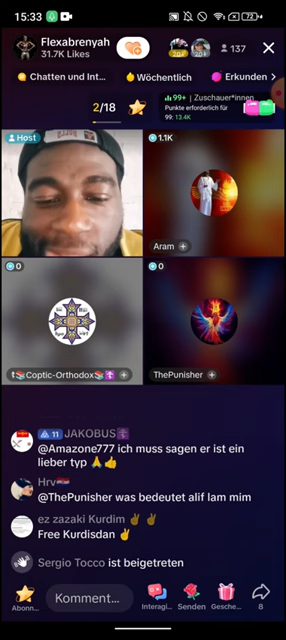 15:33
72
Flexabrenyah
31.7K Likes
137
Chatten und Int...
Wöchentlich
Erkunden
2/18
99+ | Zuschauer*innen
Punkte erforderlich für
99: 13.4K
Host
1.1K
Aram
0
0
Coptic-Orthodox
ThePunisher
11 JAKOBUS
@Amazone777 ich muss sagen er ist ein
lieber typ 🙏👍
Hrv🇭🇷
@ThePunisher was bedeutet alif lam mim
ez zazaki Kurdim ✌ ✌
Free Kurdisdan ✌
Sergio Tocco ist beigetreten
Kommentar...
Abonn...
Interagi...
Senden
Gesche...
8